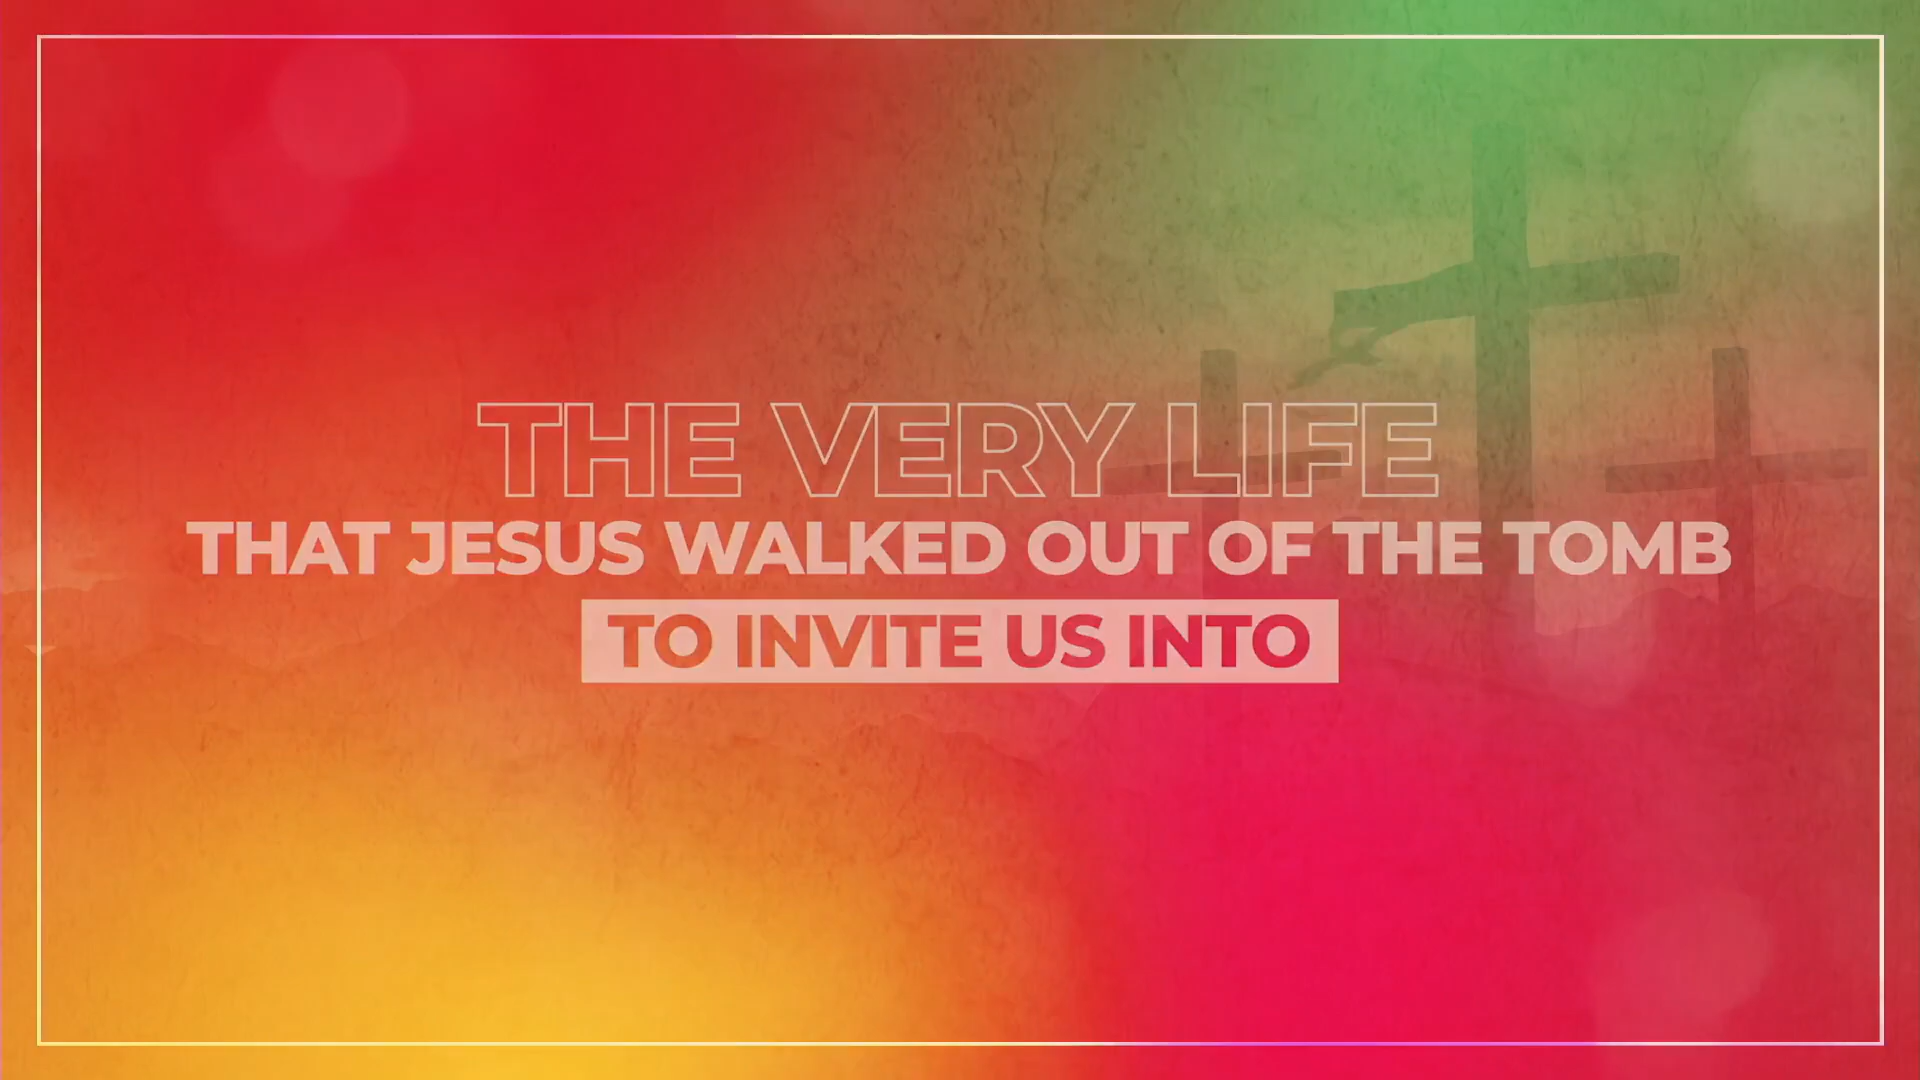 THE VERY LIFE
THAT JESUS WALKED OUT OF THE TOMB
TO INVITE US INTO